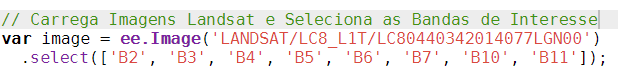 // Carrega Imagens Landsat e Seleciona as Bandas de Interesse
var image = ee.Image('LANDSAT/LC8_L1T/LC80440342014077LGN00')
.select(['B2', 'B3', 'B4', 'B5', 'B6', 'B7', 'B10', 'B11']);